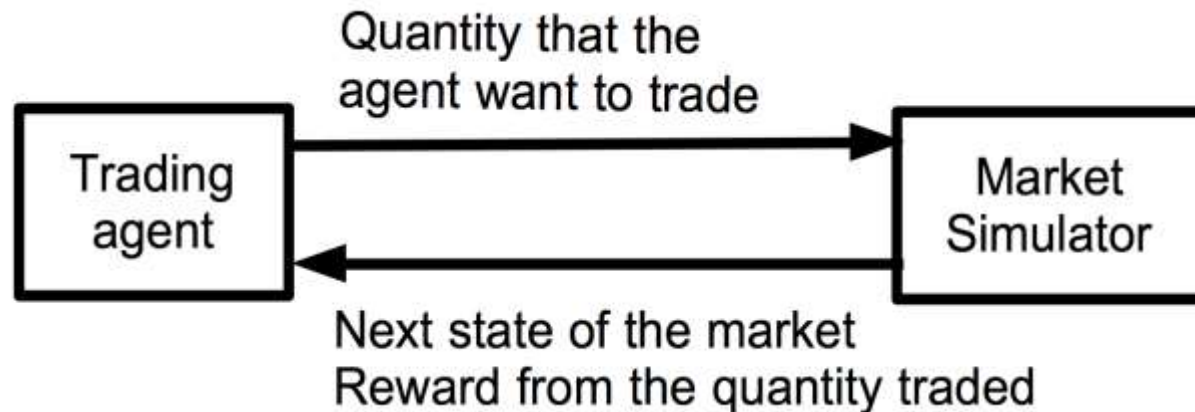 Quantity that the
agent want to trade
Trading
agent
Market
Simulator
Next state of the market
Reward from the quantity traded